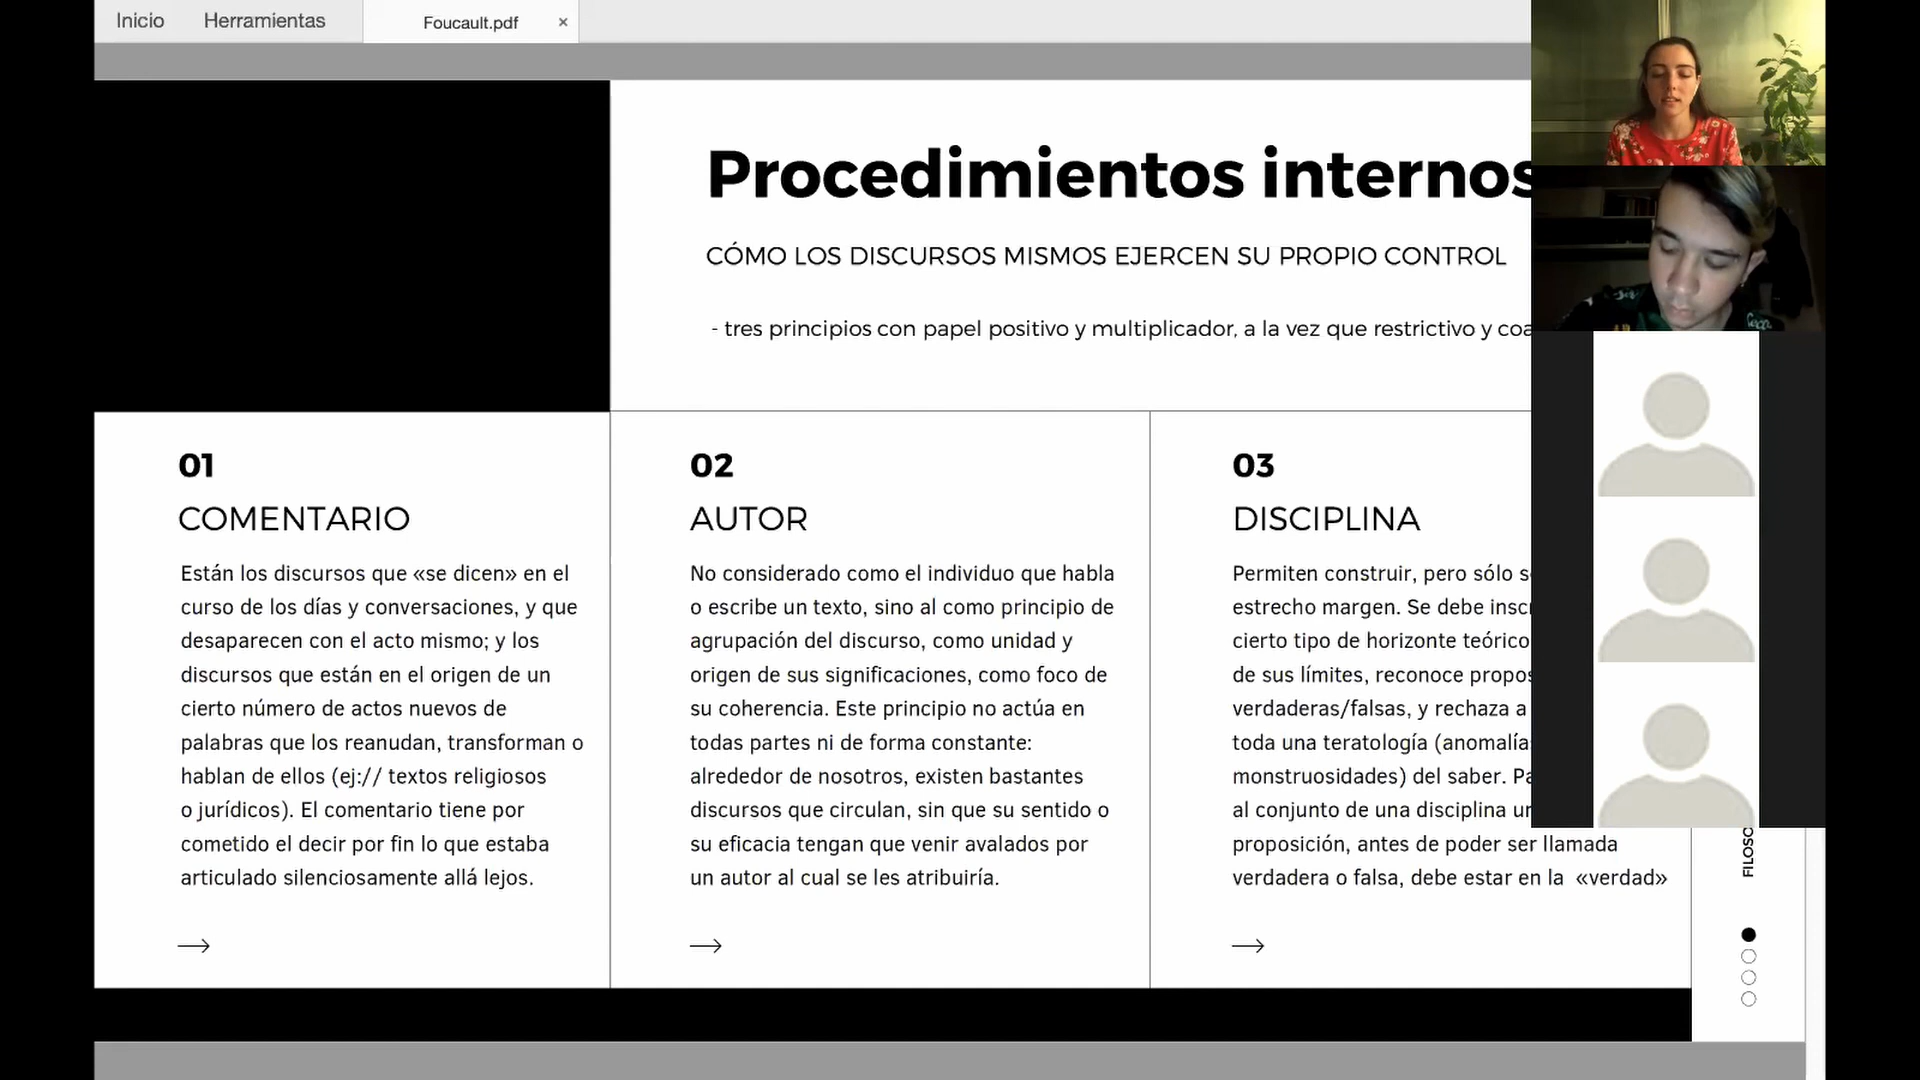 Inicio
Herramientas
Foucault.pdf
×
Procedimientos internos
CÓMO LOS DISCURSOS MISMOS EJERCEN SU PROPIO CONTROL
- tres principios con papel positivo y multiplicador, a la vez que restrictivo y
01
COMENTARIO
Están los discursos que «se dicen» en el
curso de los días y conversaciones, y que
desaparecen con el acto mismo; y los
discursos que están en el origen de un
cierto número de actos nuevos de
palabras que los reanudan, transforman o
hablan de ellos (ej:// textos religiosos
o jurídicos). El comentario tiene por
cometido el decir por fin lo que estaba
articulado silenciosamente allá lejos.
02
AUTOR
No considerado como el individuo que habla
o escribe un texto, sino al como principio de
agrupación del discurso, como unidad y
origen de sus significaciones, como foco de
su coherencia. Este principio no actúa en
todas partes ni de forma constante:
alrededor de nosotros, existen bastantes
discursos que circulan, sin que su sentido o
su eficacia tengan que venir avalados por
un autor al cual se les atribuiría.
03
DISCIPLINA
Permiten construir, pero sólo
estrecho margen. Se debe
cierto tipo de horizonte teórico
de sus límites, reconoce
verdaderas/falsas, y rechaza a
toda una teratología
monstruosidades) del saber.
al conjunto de una disciplina
proposición, antes de poder ser llamada
verdadera o falsa, debe estar en la «verdad»